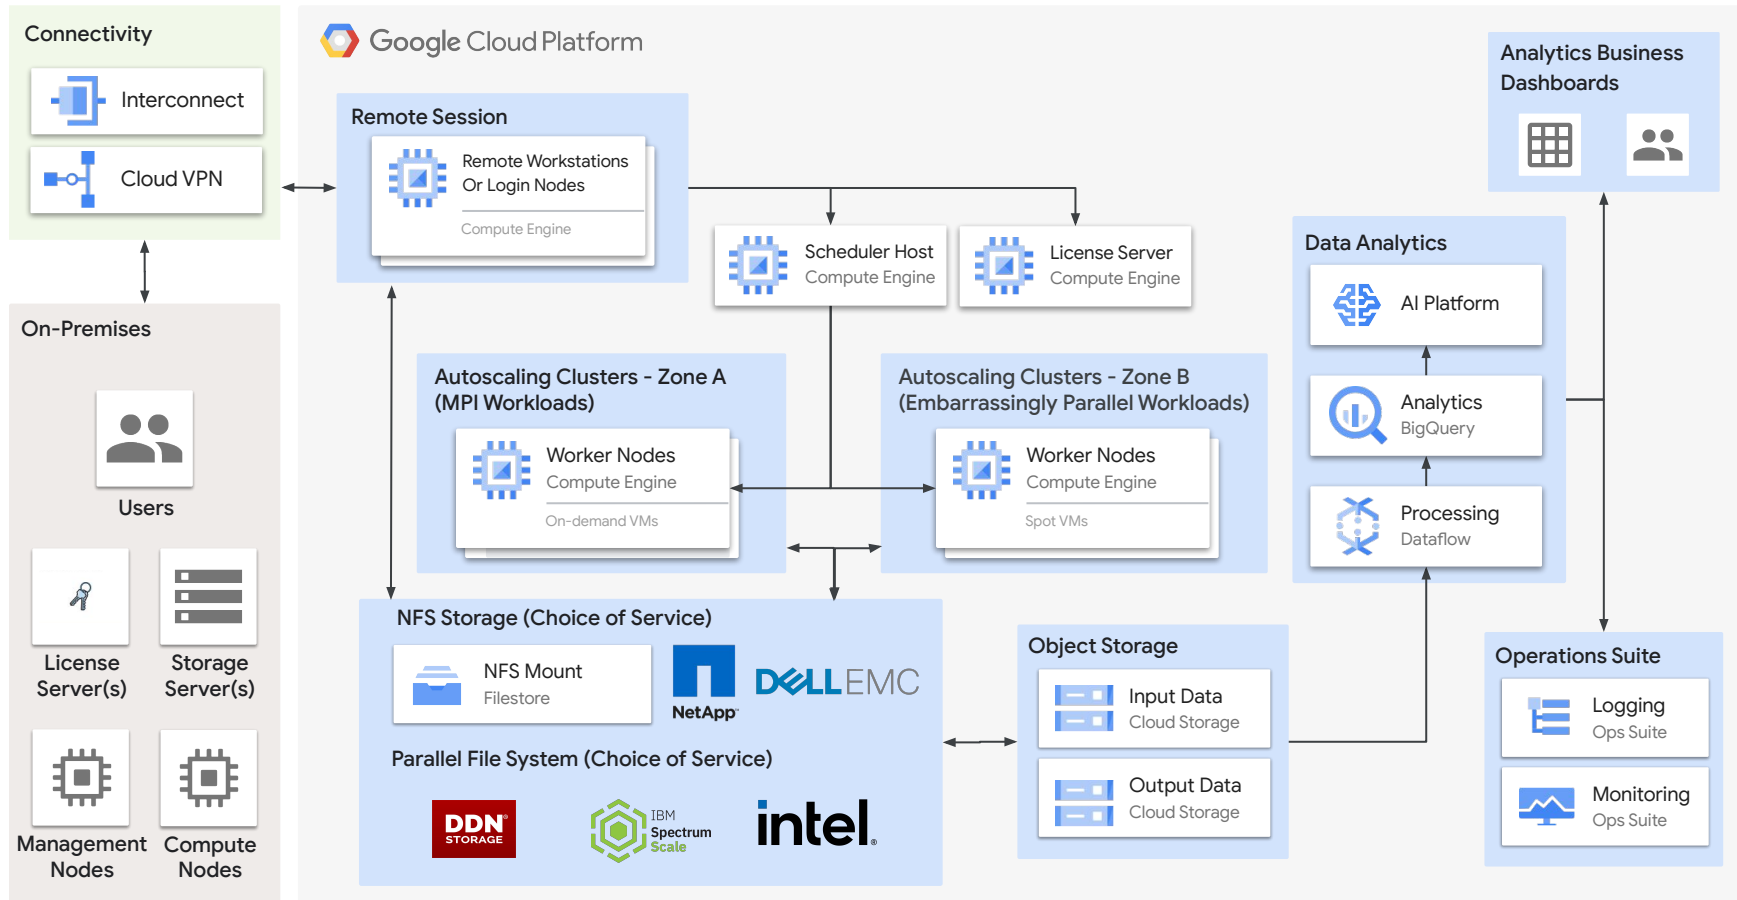 Connectivity
Interconnect
Cloud VPN
On-Premises
Users
License
Server(s)
Storage
Server(s)
Management
Nodes
Compute
Nodes
Google Cloud Platform
Remote Session
Remote Workstations
Or Login Nodes
Compute Engine
Scheduler Host
Compute Engine
License Server
Compute Engine
Autoscaling Clusters - Zone A
(MPI Workloads)
Worker Nodes
Compute Engine
On-demand VMs
Autoscaling Clusters - Zone B
(Embarrassingly Parallel Workloads)
Worker Nodes
Compute Engine
Spot VMs
NFS Storage (Choice of Service)
NFS Mount
Filestore
NetApp™
DELL EMC
Parallel File System (Choice of Service)
DDN®
STORAGE
IBM
Spectrum
Scale
intel®
Object Storage
Input Data
Cloud Storage
Output Data
Cloud Storage
Data Analytics
AI Platform
Analytics
BigQuery
Processing
Dataflow
Analytics Business
Dashboards
Operations Suite
Logging
Ops Suite
Monitoring
Ops Suite